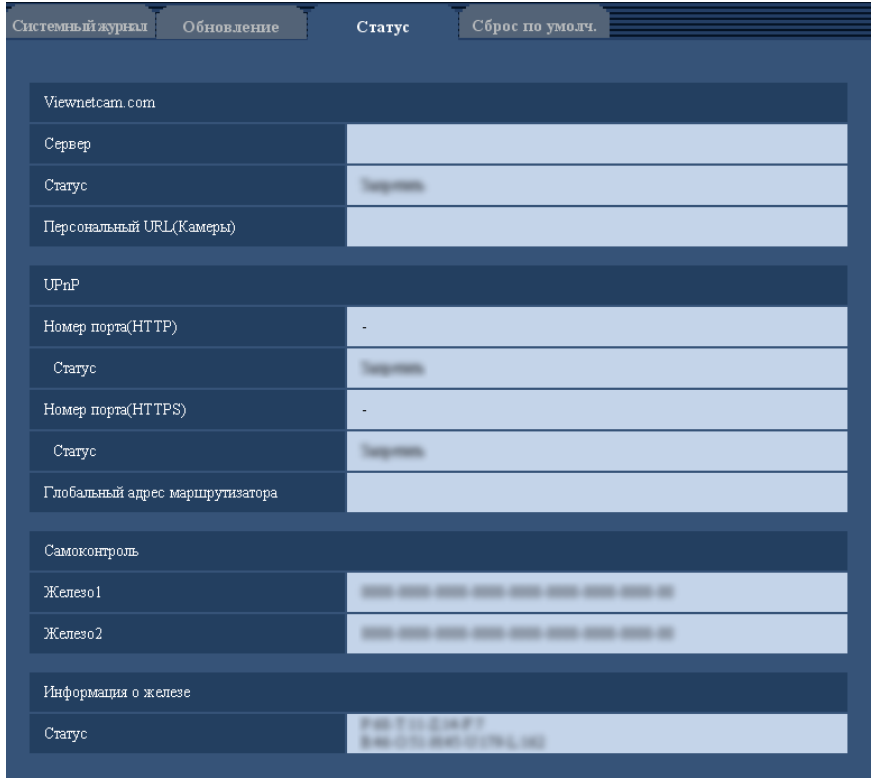 Системный журнал Обновление Статус Сброс по умолч.
Viewnetcam.com
Сервер
Статус
Персональный URL(Камеры)
UPnP
Номер порта(HTTP) -
Статус
Номер порта(HTTPS) -
Статус
Глобальный адрес маршрутизатора
Самоконтроль
Железо1
Железо2
Информация о железе
Статус